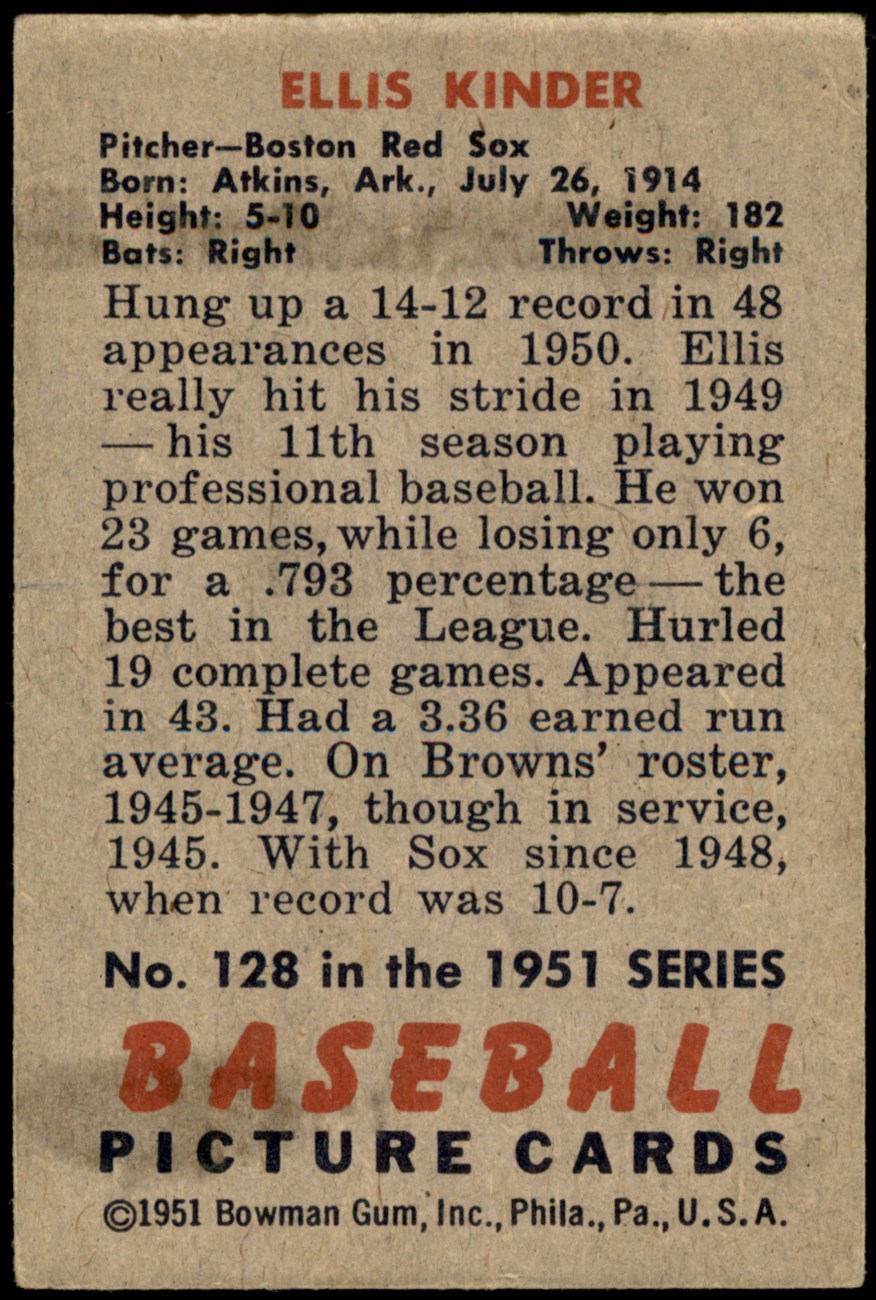 ELLIS KINDER
Pitcher—Boston Red Sox
Born: Atkins, Ark., July 26, 1914
Height: 5-10 Weight: 182
Bats: Right Throws: Right
Hung up a 14-12 record in 48
appearances in 1950. Ellis
really hit his stride in 1949
— his 11th season playing
professional baseball. He won
23 games, while losing only 6,
for a .793 percentage — the
best in the League. Hurled
19 complete games. Appeared
in 43. Had a 3.36 earned run
average. On Browns' roster,
1945-1947, though in service,
1945. With Sox since 1948,
when record was 10-7.
No. 128 in the 1951 SERIES
BASEBALL
PICTURE CARDS
©1951 Bowman Gum, Inc., Phila., Pa., U.S.A.